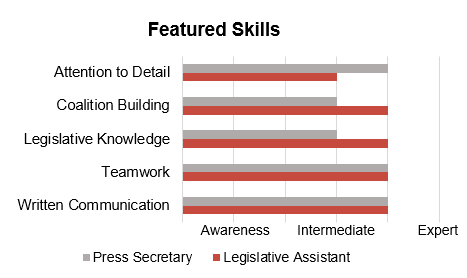 Featured Skills
Attention to Detail
Coalition Building
Legislative Knowledge
Teamwork
Written Communication
Awareness Intermediate Expert
Press Secretary Legislative Assistant